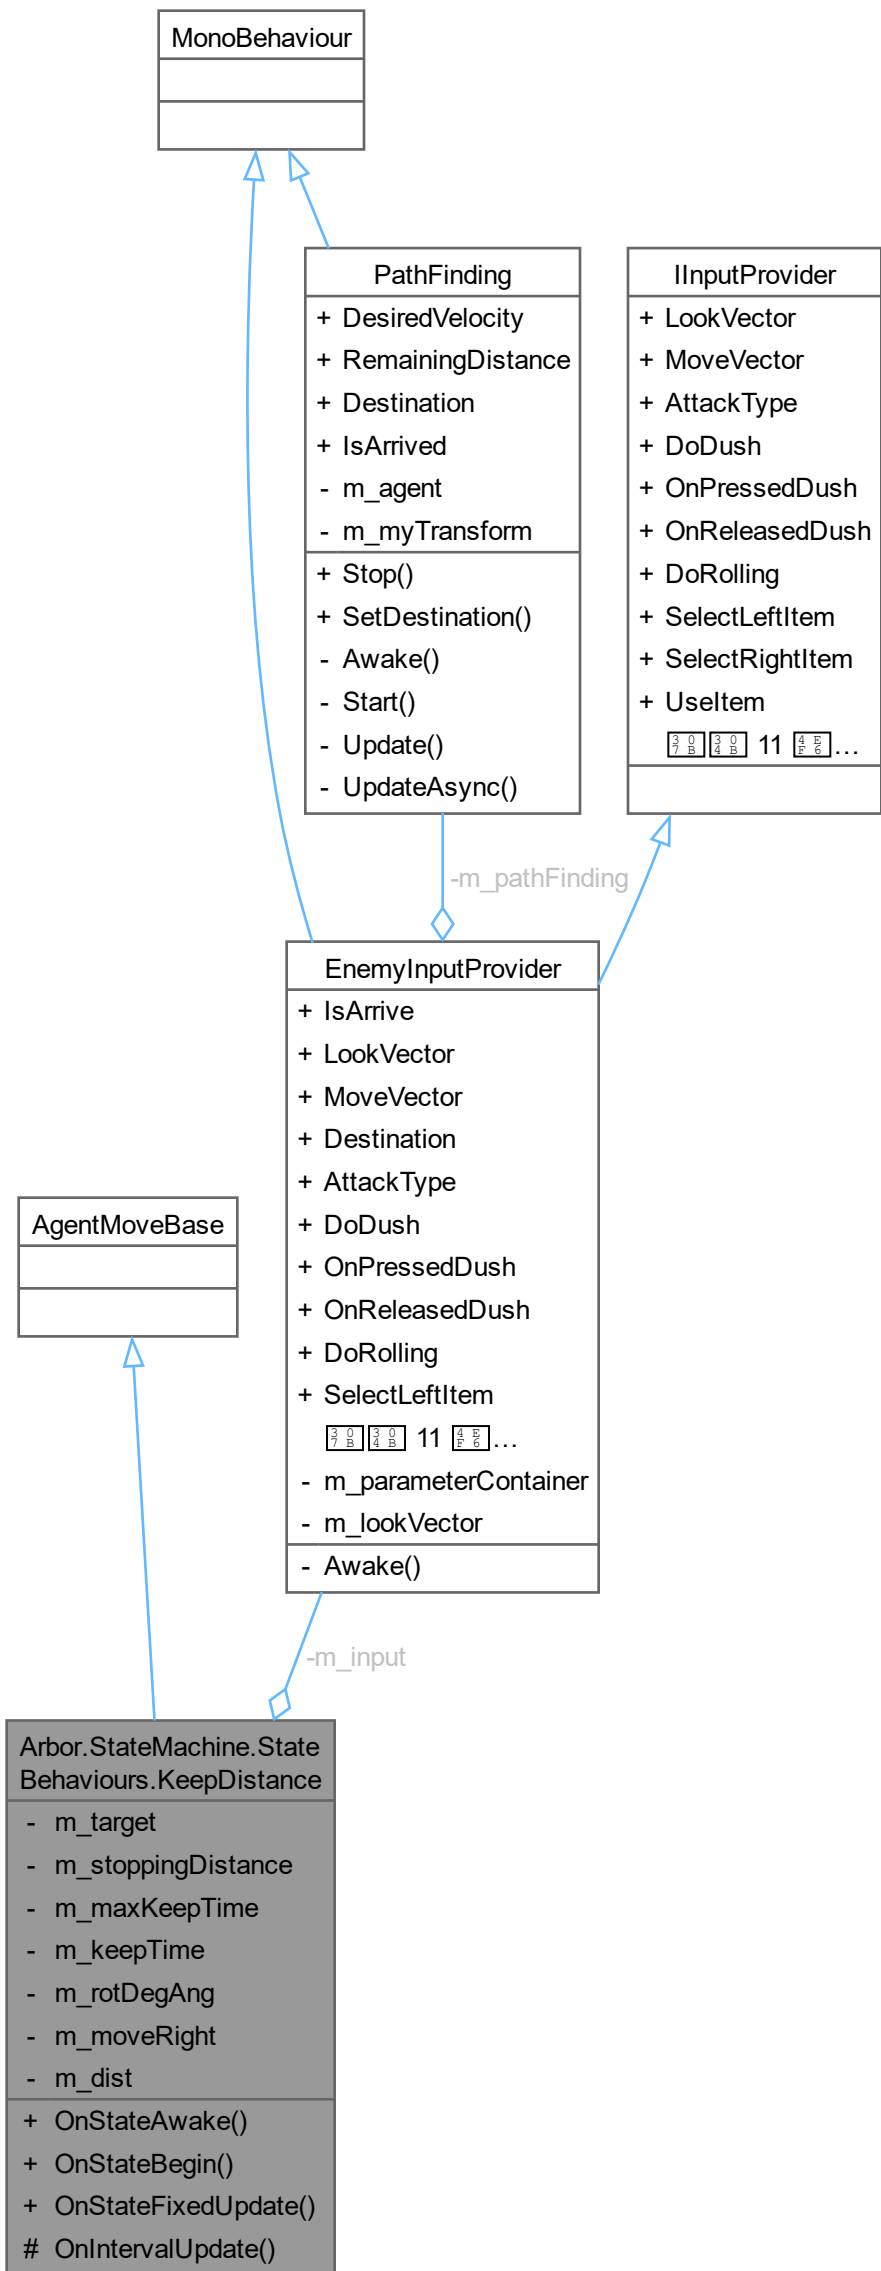 MonoBehaviour
PathFinding
+ DesiredVelocity
+ RemainingDistance
+ Destination
+ IsArrived
- m_agent
- m_myTransform
+ Stop()
+ SetDestination()
- Awake()
- Start()
- Update()
- UpdateAsync()
IInputProvider
+ LookVector
+ MoveVector
+ AttackType
+ DoDush
+ OnPressedDush
+ OnReleasedDush
+ DoRolling
+ SelectLeftItem
+ SelectRightItem
+ UseItem
11 ...
-m_pathFinding
EnemyInputProvider
+ IsArrive
+ LookVector
+ MoveVector
+ Destination
+ AttackType
+ DoDush
+ OnPressedDush
+ OnReleasedDush
+ DoRolling
+ SelectLeftItem
11 ...
- m_parameterContainer
- m_lookVector
- Awake()
AgentMoveBase
-m_input
Arbor.StateMachine.State
Behaviours.KeepDistance
- m_target
- m_stoppingDistance
- m_maxKeepTime
- m_keepTime
- m_rotDegAng
- m_moveRight
- m_dist
+ OnStateAwake()
+ OnStateBegin()
+ OnStateFixedUpdate()
# OnIntervalUpdate()